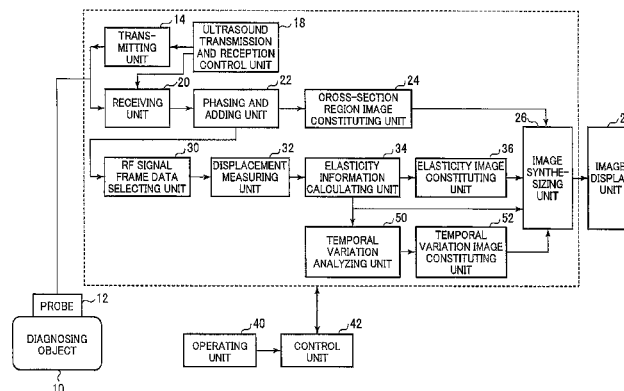 14
TRANS-
MITTING
UNIT
ULTRASOUND
TRANSMISSION
AND RECEPTION
CONTROL UNIT
18
20
RECEIVING
UNIT
22
PHASING AND
ADDING UNIT
24
CROSS-SECTION
REGION IMAGE
CONSTITUTING UNIT
26
IMAGE
SYNTHE-
SIZING
UNIT
2
IMAGE
DISPLA
UNIT
30
RF SIGNAL
FRAME DATA
SELECTING UNIT
32
DISPLACEMENT
MEASURING
UNIT
34
ELASTICITY
INFORMATION
CALCULATING UNIT
36
ELASTICITY IMAGE
CONSTITUTING
UNIT
50
TEMPORAL
VARIATION
ANALYZING UNIT
52
TEMPORAL
VARIATION IMAGE
CONSTITUTING
UNIT
PROBE
12
DIAGNOSING
OBJECT
10
40
OPERATING
UNIT
42
CONTROL
UNIT